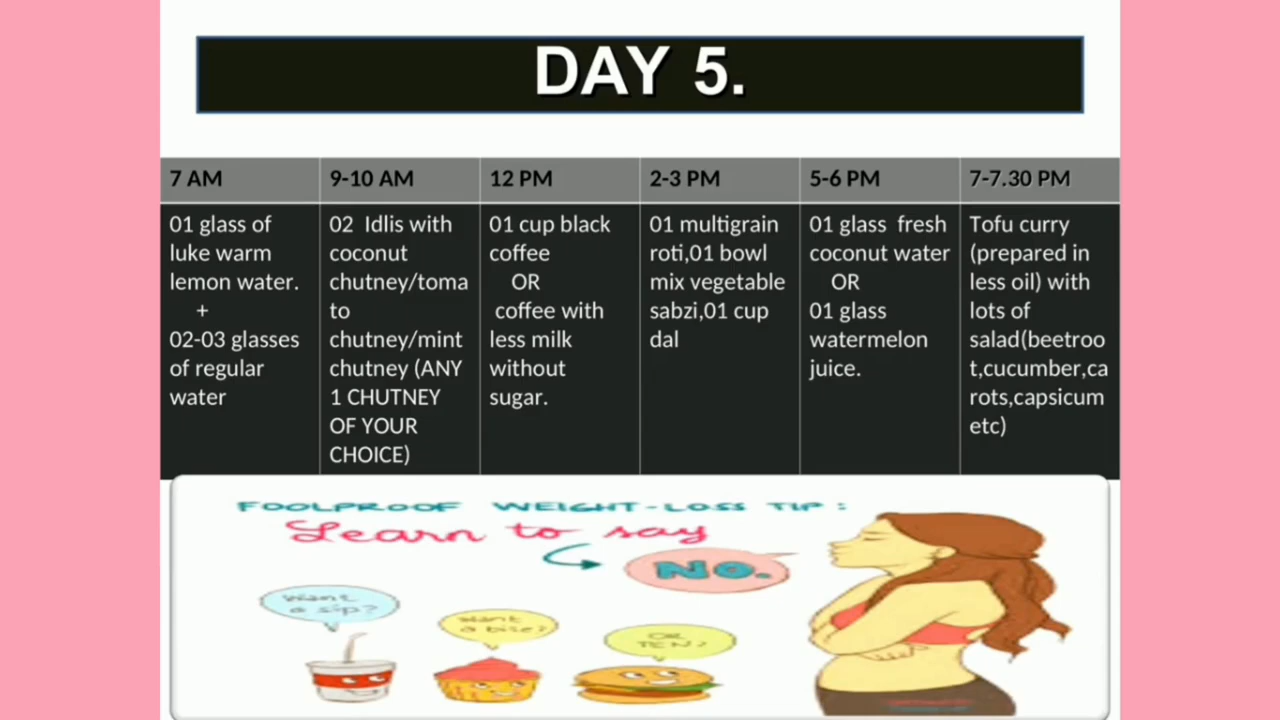 DAY 5.
7 AM
9-10 AM
12 PM
2-3 PM
5-6 PM
7-7.30 PM
01 glass of
luke warm
lemon water.
+
02-03 glasses
of regular
water
02 Idlis with
coconut
chutney/toma
to
chutney/mint
chutney (ANY
1 CHUTNEY
OF YOUR
CHOICE)
01 cup black
coffee
OR
coffee with
less milk
without
sugar.
01 multigrain
roti,01 bowl
mix vegetable
sabzi,01 cup
dal
01 glass fresh
coconut water
OR
01 glass
watermelon
juice.
Tofu curry
(prepared in
less oil) with
lots of
salad(beetroo
t,cucumber,ca
rots,capsicum
etc)
FOOLPROOF WEIGHT-LOSS TIP:
Learn to say
NO.
Want
a sip?
Want
a bite?
OR
TEN?